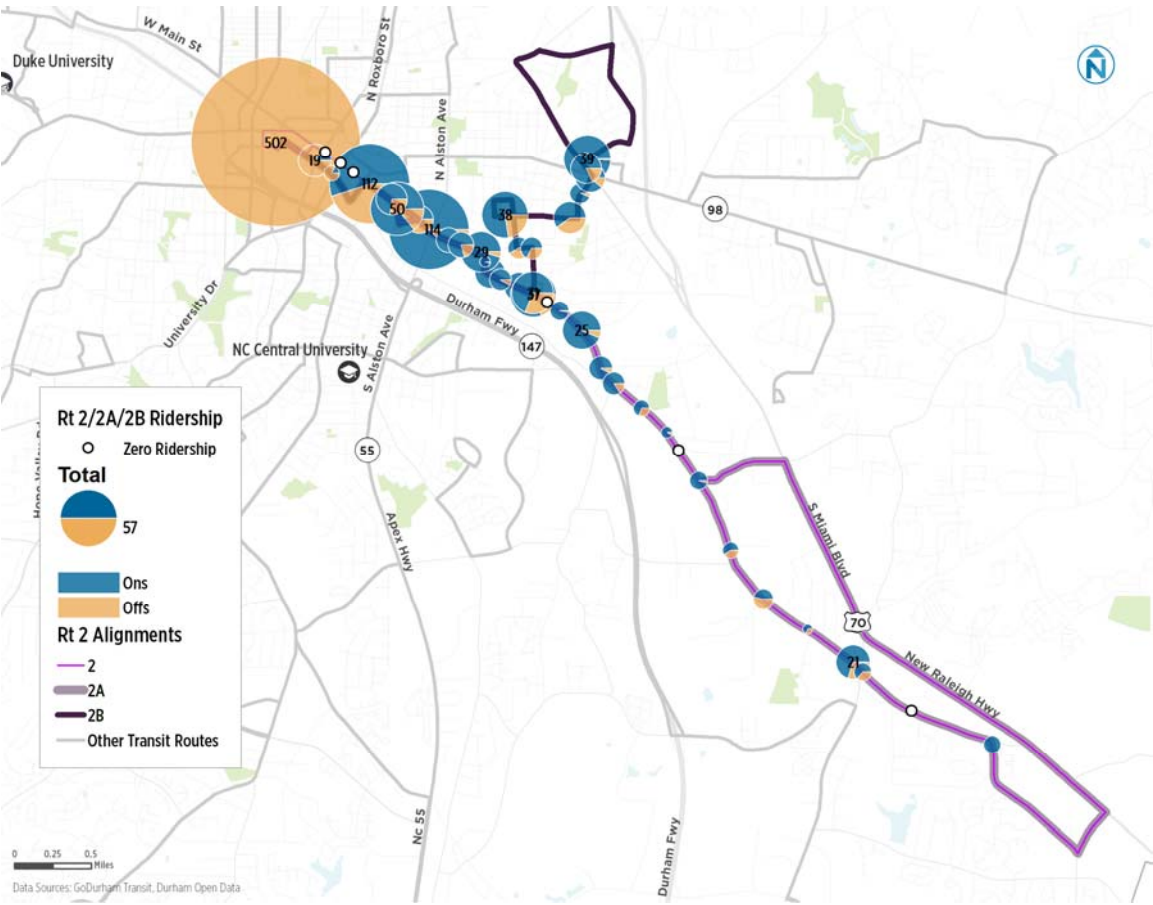 W Main St
Duke University
N Roxboro St
N
N Alston Ave
502
19
112
50
114
29
39
38
37
25
98
University Dr
Durham Fwy
147
NC Central University
S Alston Ave
55
Apex Hwy
S Miami Blvd
70
New Raleigh Hwy
21
Rt 2/2A/2B Ridership
Zero Ridership
Total
57
Ons
Offs
Rt 2 Alignments
2
2A
2B
Other Transit Routes
Nc 55
Durham Fwy
0 0.25 0.5
Miles
Data Sources: GoDurham Transit, Durham Open Data